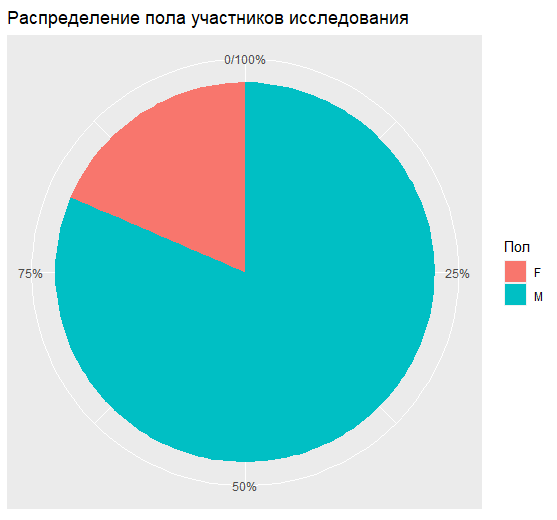 Распределение пола участников исследования
0/100%
75%
25%
50%
Пол
F
M